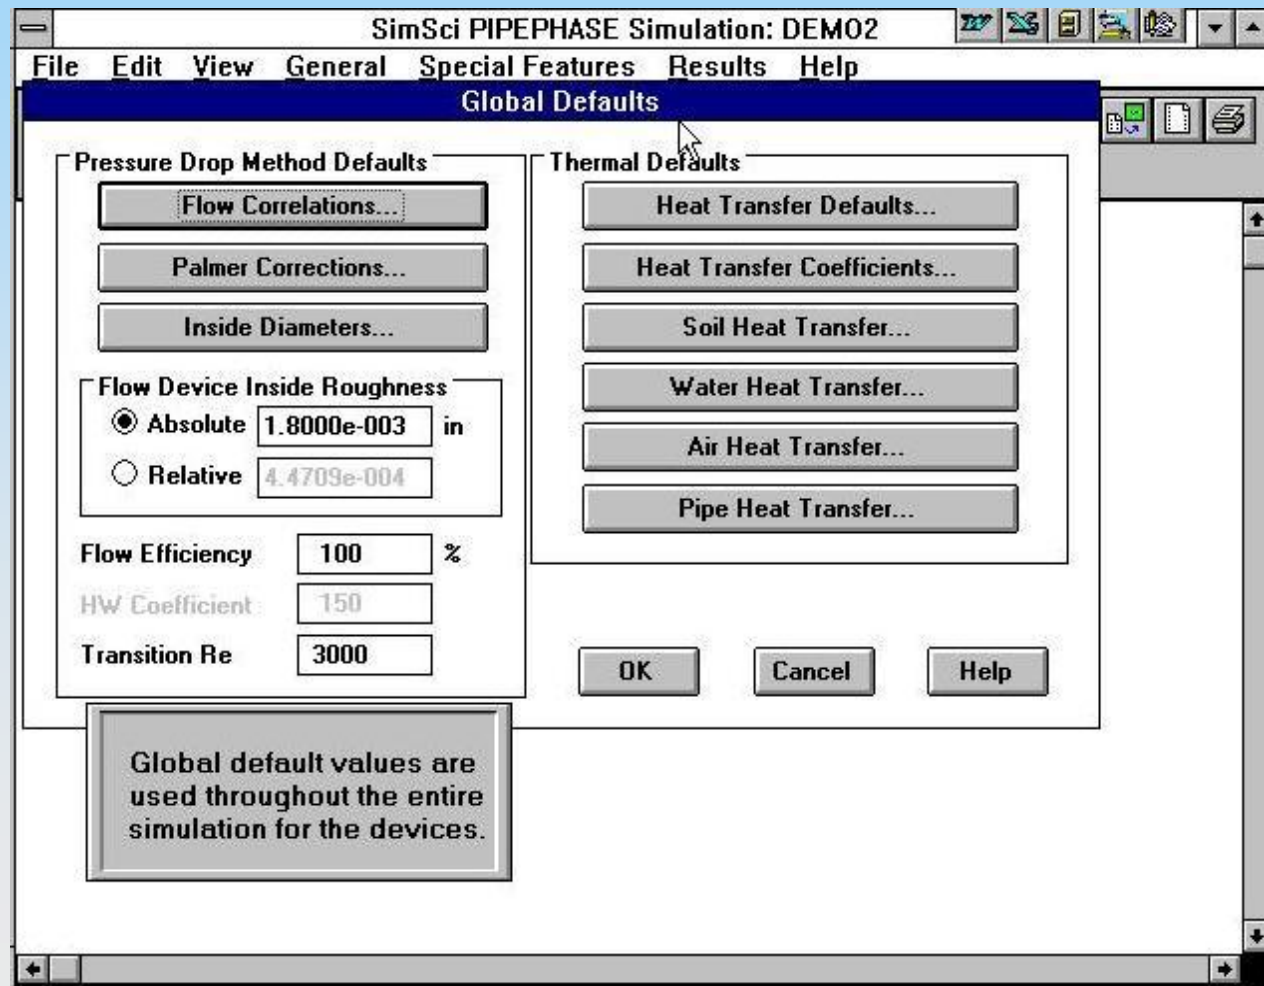 SimSci PIPEPHASE Simulation: DEMO2
File Edit View General Special Features Results Help
Global Defaults
Pressure Drop Method Defaults
Flow Correlations...
Palmer Corrections...
Inside Diameters...
Flow Device Inside Roughness
Absolute 1.8000e-003 in
Relative 4.4709e-004
Flow Efficiency 100 %
HW Coefficient 150
Transition Re 3000
Thermal Defaults
Heat Transfer Defaults...
Heat Transfer Coefficients...
Soil Heat Transfer...
Water Heat Transfer...
Air Heat Transfer...
Pipe Heat Transfer...
OK Cancel Help
Global default values are
used throughout the entire
simulation for the devices.